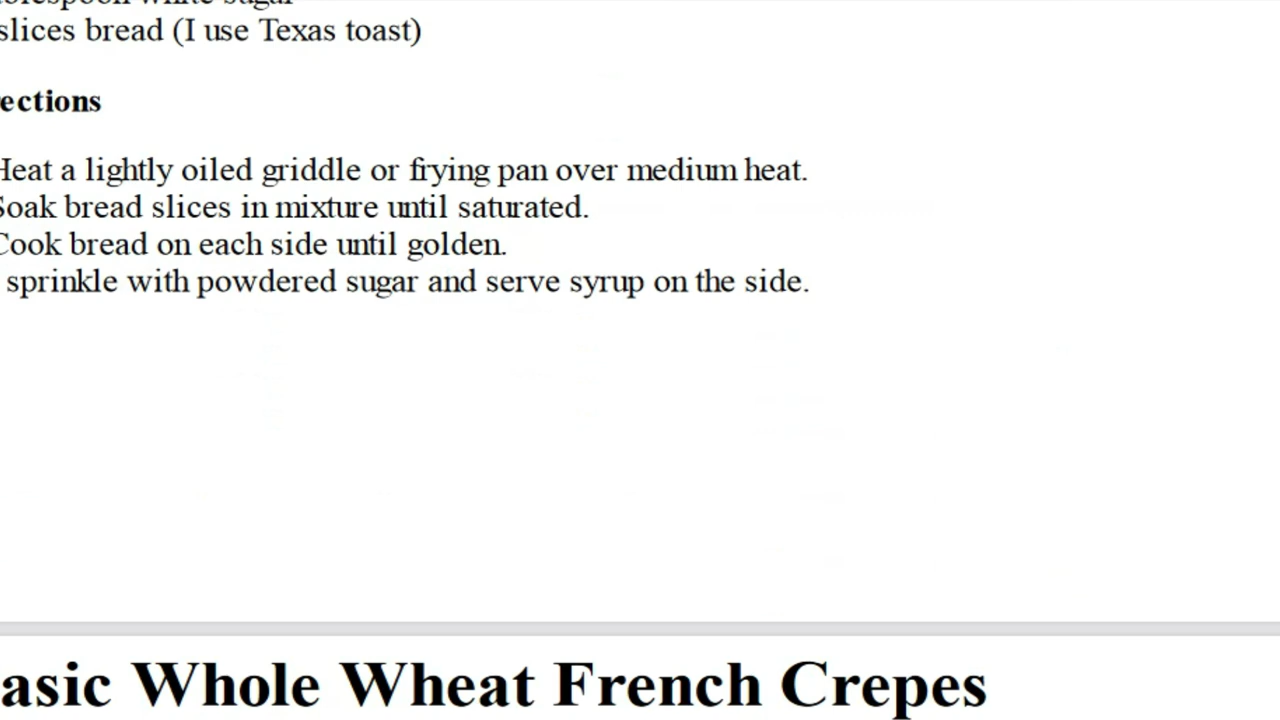 slices bread (I use Texas toast)
ections
Heat a lightly oiled griddle or frying pan over medium heat.
Soak bread slices in mixture until saturated.
Cook bread on each side until golden.
sprinkle with powdered sugar and serve syrup on the side.
asic Whole Wheat French Crepes